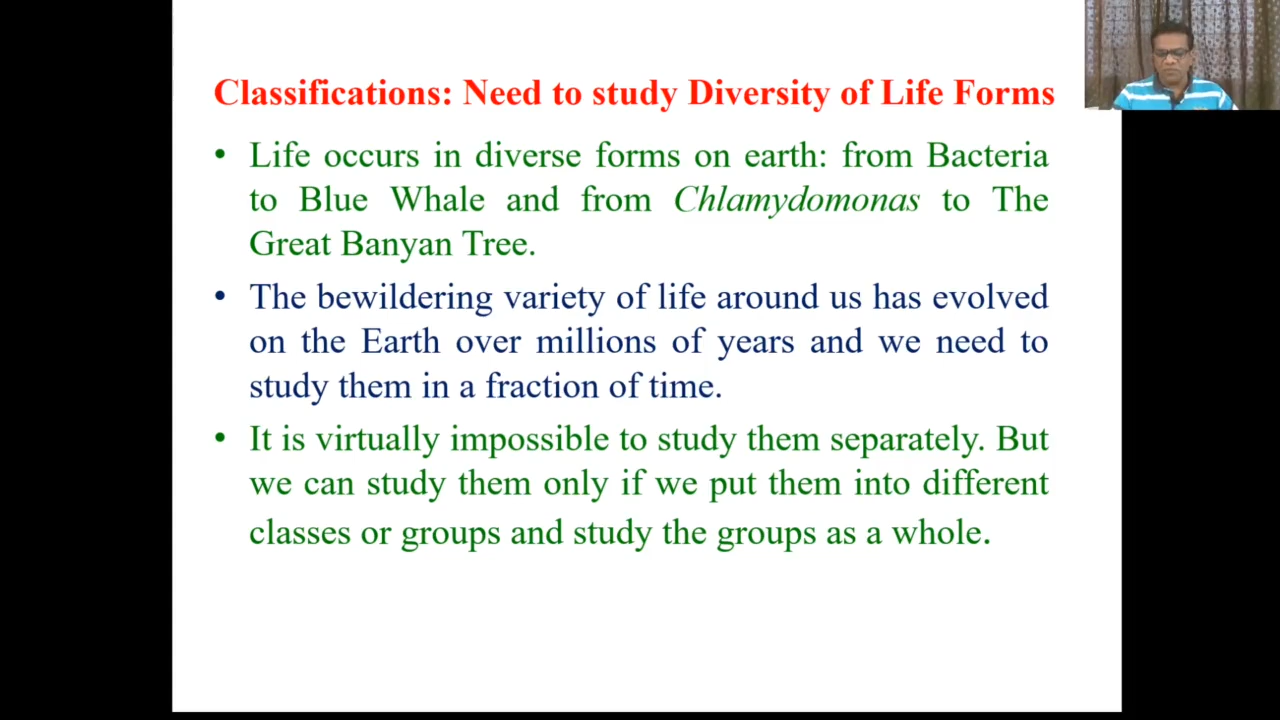 Classifications: Need to study Diversity of Life Forms
• Life occurs in diverse forms on earth: from Bacteria
to Blue Whale and from Chlamydomonas to The
Great Banyan Tree.
• The bewildering variety of life around us has evolved
on the Earth over millions of years and we need to
study them in a fraction of time.
• It is virtually impossible to study them separately. But
we can study them only if we put them into different
classes or groups and study the groups as a whole.